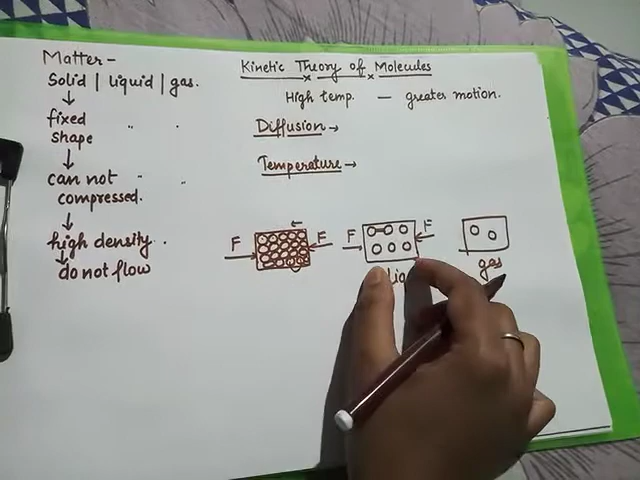 Matter -
Solid | liquid | gas.
fixed " .
shape
can not " "
compressed.
high density .
do not flow
Kinetic Theory of Molecules
High temp. — greater motion.
Diffusion →
Temperature →
F F F F
gas